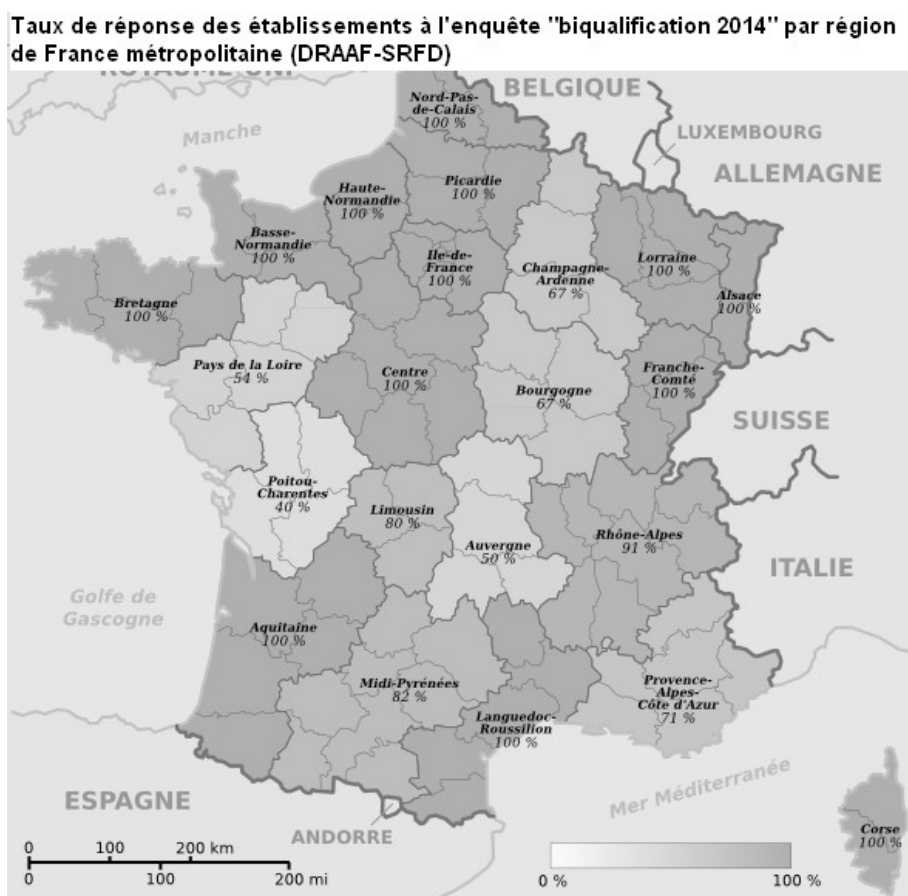 Taux de réponse des établissements à l'enquête "biqualification 2014" par région
de France métropolitaine (DRAAF-SRFD)
ROYAUME-UNI
BELGIQUE
Nord-Pas-
de-Calais
100 %
Manche
LUXEMBOURG
ALLEMAGNE
Picardie
100 %
Haute-
Normandie
100 %
Basse-
Normandie
100 %
Ile-de-
France
100 %
Champagne-
Ardenne
67 %
Lorraine
100 %
Alsace
100 %
Bretagne
100 %
Pays de la Loire
54 %
Centre
100 %
Bourgogne
67 %
Franche-
Comté
100 %
SUISSE
Poitou-
Charentes
40 %
Limousin
80 %
Auvergne
50 %
Rhône-Alpes
91 %
ITALIE
Golfe de
Gascogne
Aquitaine
100 %
Midi-Pyrénées
82 %
Languedoc-
Roussilion
100 %
Provence-
Alpes-
Côte d'Azur
71 %
ESPAGNE
ANDORRE
Mer Méditerranée
Corse
100 %
0 100 200 km
0 100 200 mi
0 % 100 %